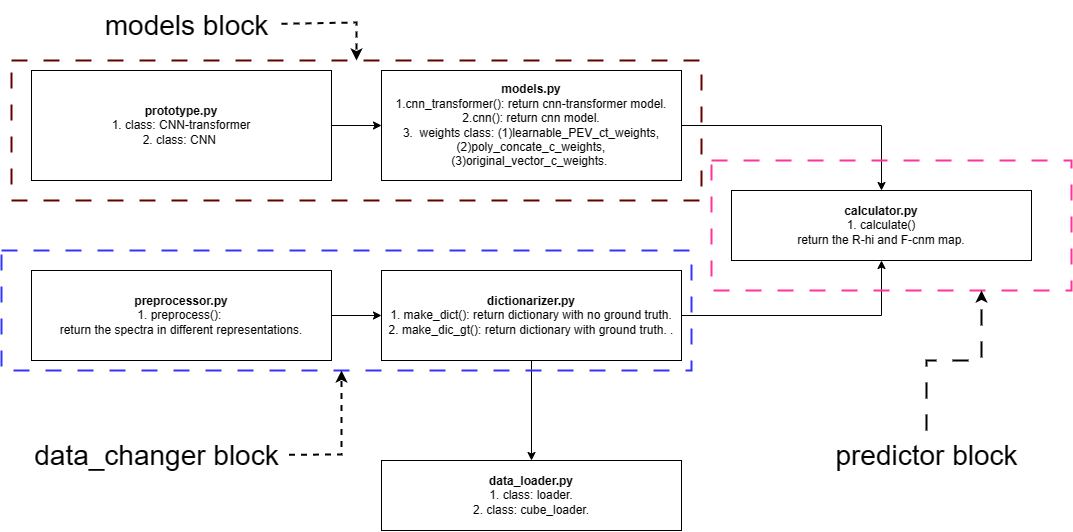 models block
prototype.py
1. class: CNN-transformer
2. class: CNN
models.py
1.cnn_transformer(): return cnn-transformer model.
2.cnn(): return cnn model.
3. weights class: (1)learnable_PEV_ct_weights,
(2)poly_concate_c_weights,
(3)original_vector_c_weights.
calculator.py
1. calculate()
return the R-hi and F-cnm map.
preprocessor.py
1. preprocess():
return the spectra in different representations.
dictionarizer.py
1. make_dict(): return dictionary with no ground truth.
2. make_dic_gt(): return dictionary with ground truth. .
data_changer block
predictor block
data_loader.py
1. class: loader.
2. class: cube_loader.